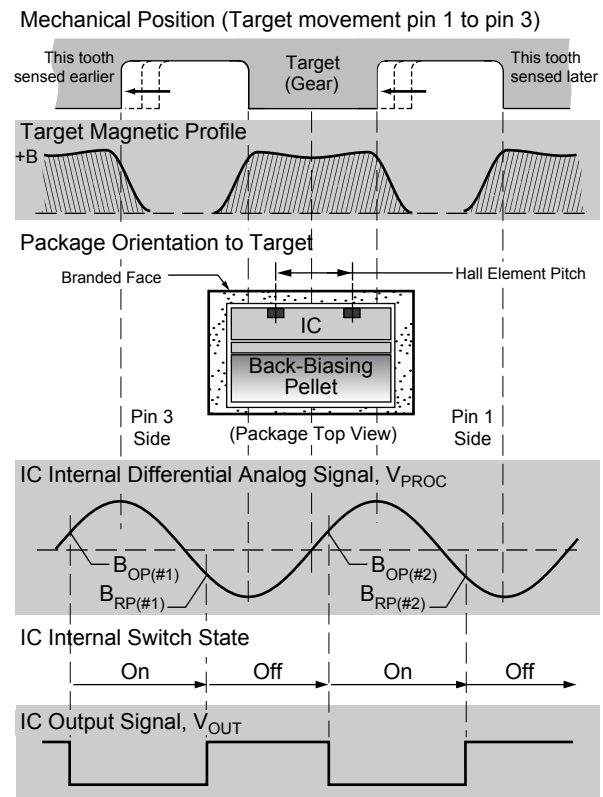 Mechanical Position (Target movement pin 1 to pin 3)
This tooth
sensed earlier
Target
(Gear)
This tooth
sensed later
Target Magnetic Profile
+B
Package Orientation to Target
Branded Face
Hall Element Pitch
IC
Back-Biasing
Pellet
Pin 3
Side
(Package Top View)
Pin 1
Side
IC Internal Differential Analog Signal, VPROC
BOP(#1)
BRP(#1)
BOP(#2)
BRP(#2)
IC Internal Switch State
On
Off
On
Off
IC Output Signal, VOUT